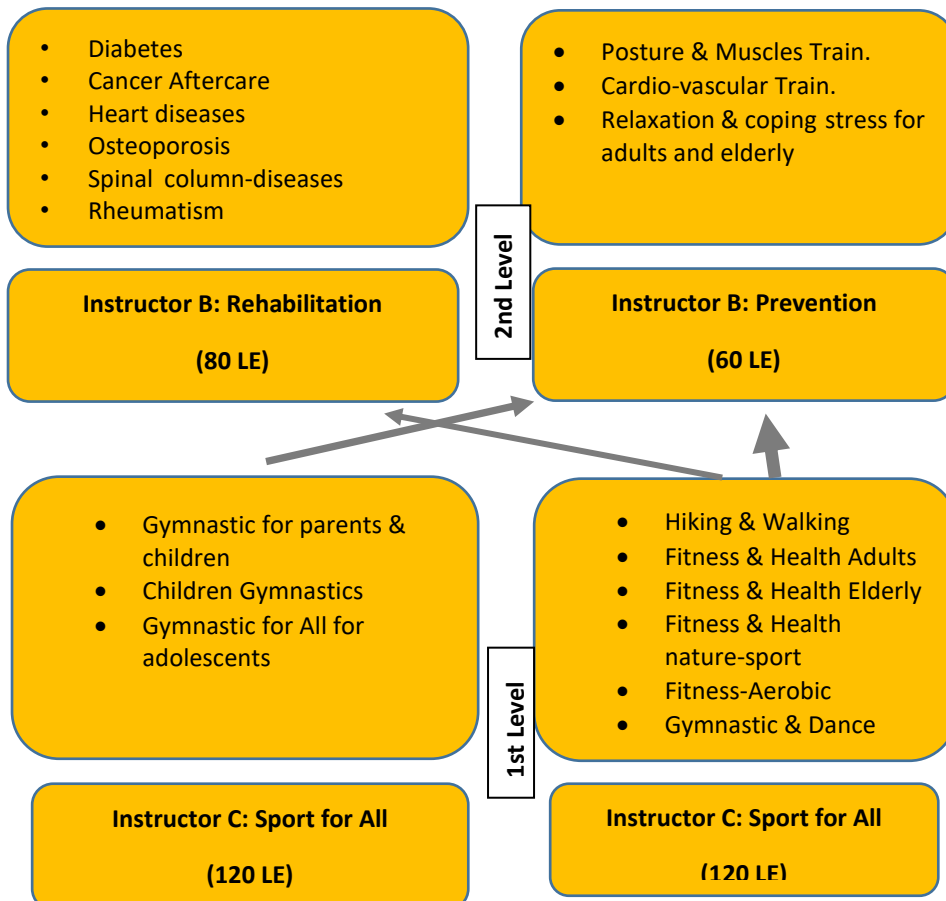 • Diabetes
• Cancer Aftercare
• Heart diseases
• Osteoporosis
• Spinal column-diseases
• Rheumatism
• Posture & Muscles Train.
• Cardio-vascular Train.
• Relaxation & coping stress for
adults and elderly
2nd Level
Instructor B: Rehabilitation
(80 LE)
Instructor B: Prevention
(60 LE)
• Gymnastic for parents &
children
• Children Gymnastics
• Gymnastic for All for
adolescents
• Hiking & Walking
• Fitness & Health Adults
• Fitness & Health Elderly
• Fitness & Health
nature-sport
• Fitness-Aerobic
• Gymnastic & Dance
1st Level
Instructor C: Sport for All
(120 LE)
Instructor C: Sport for All
(120 LE)